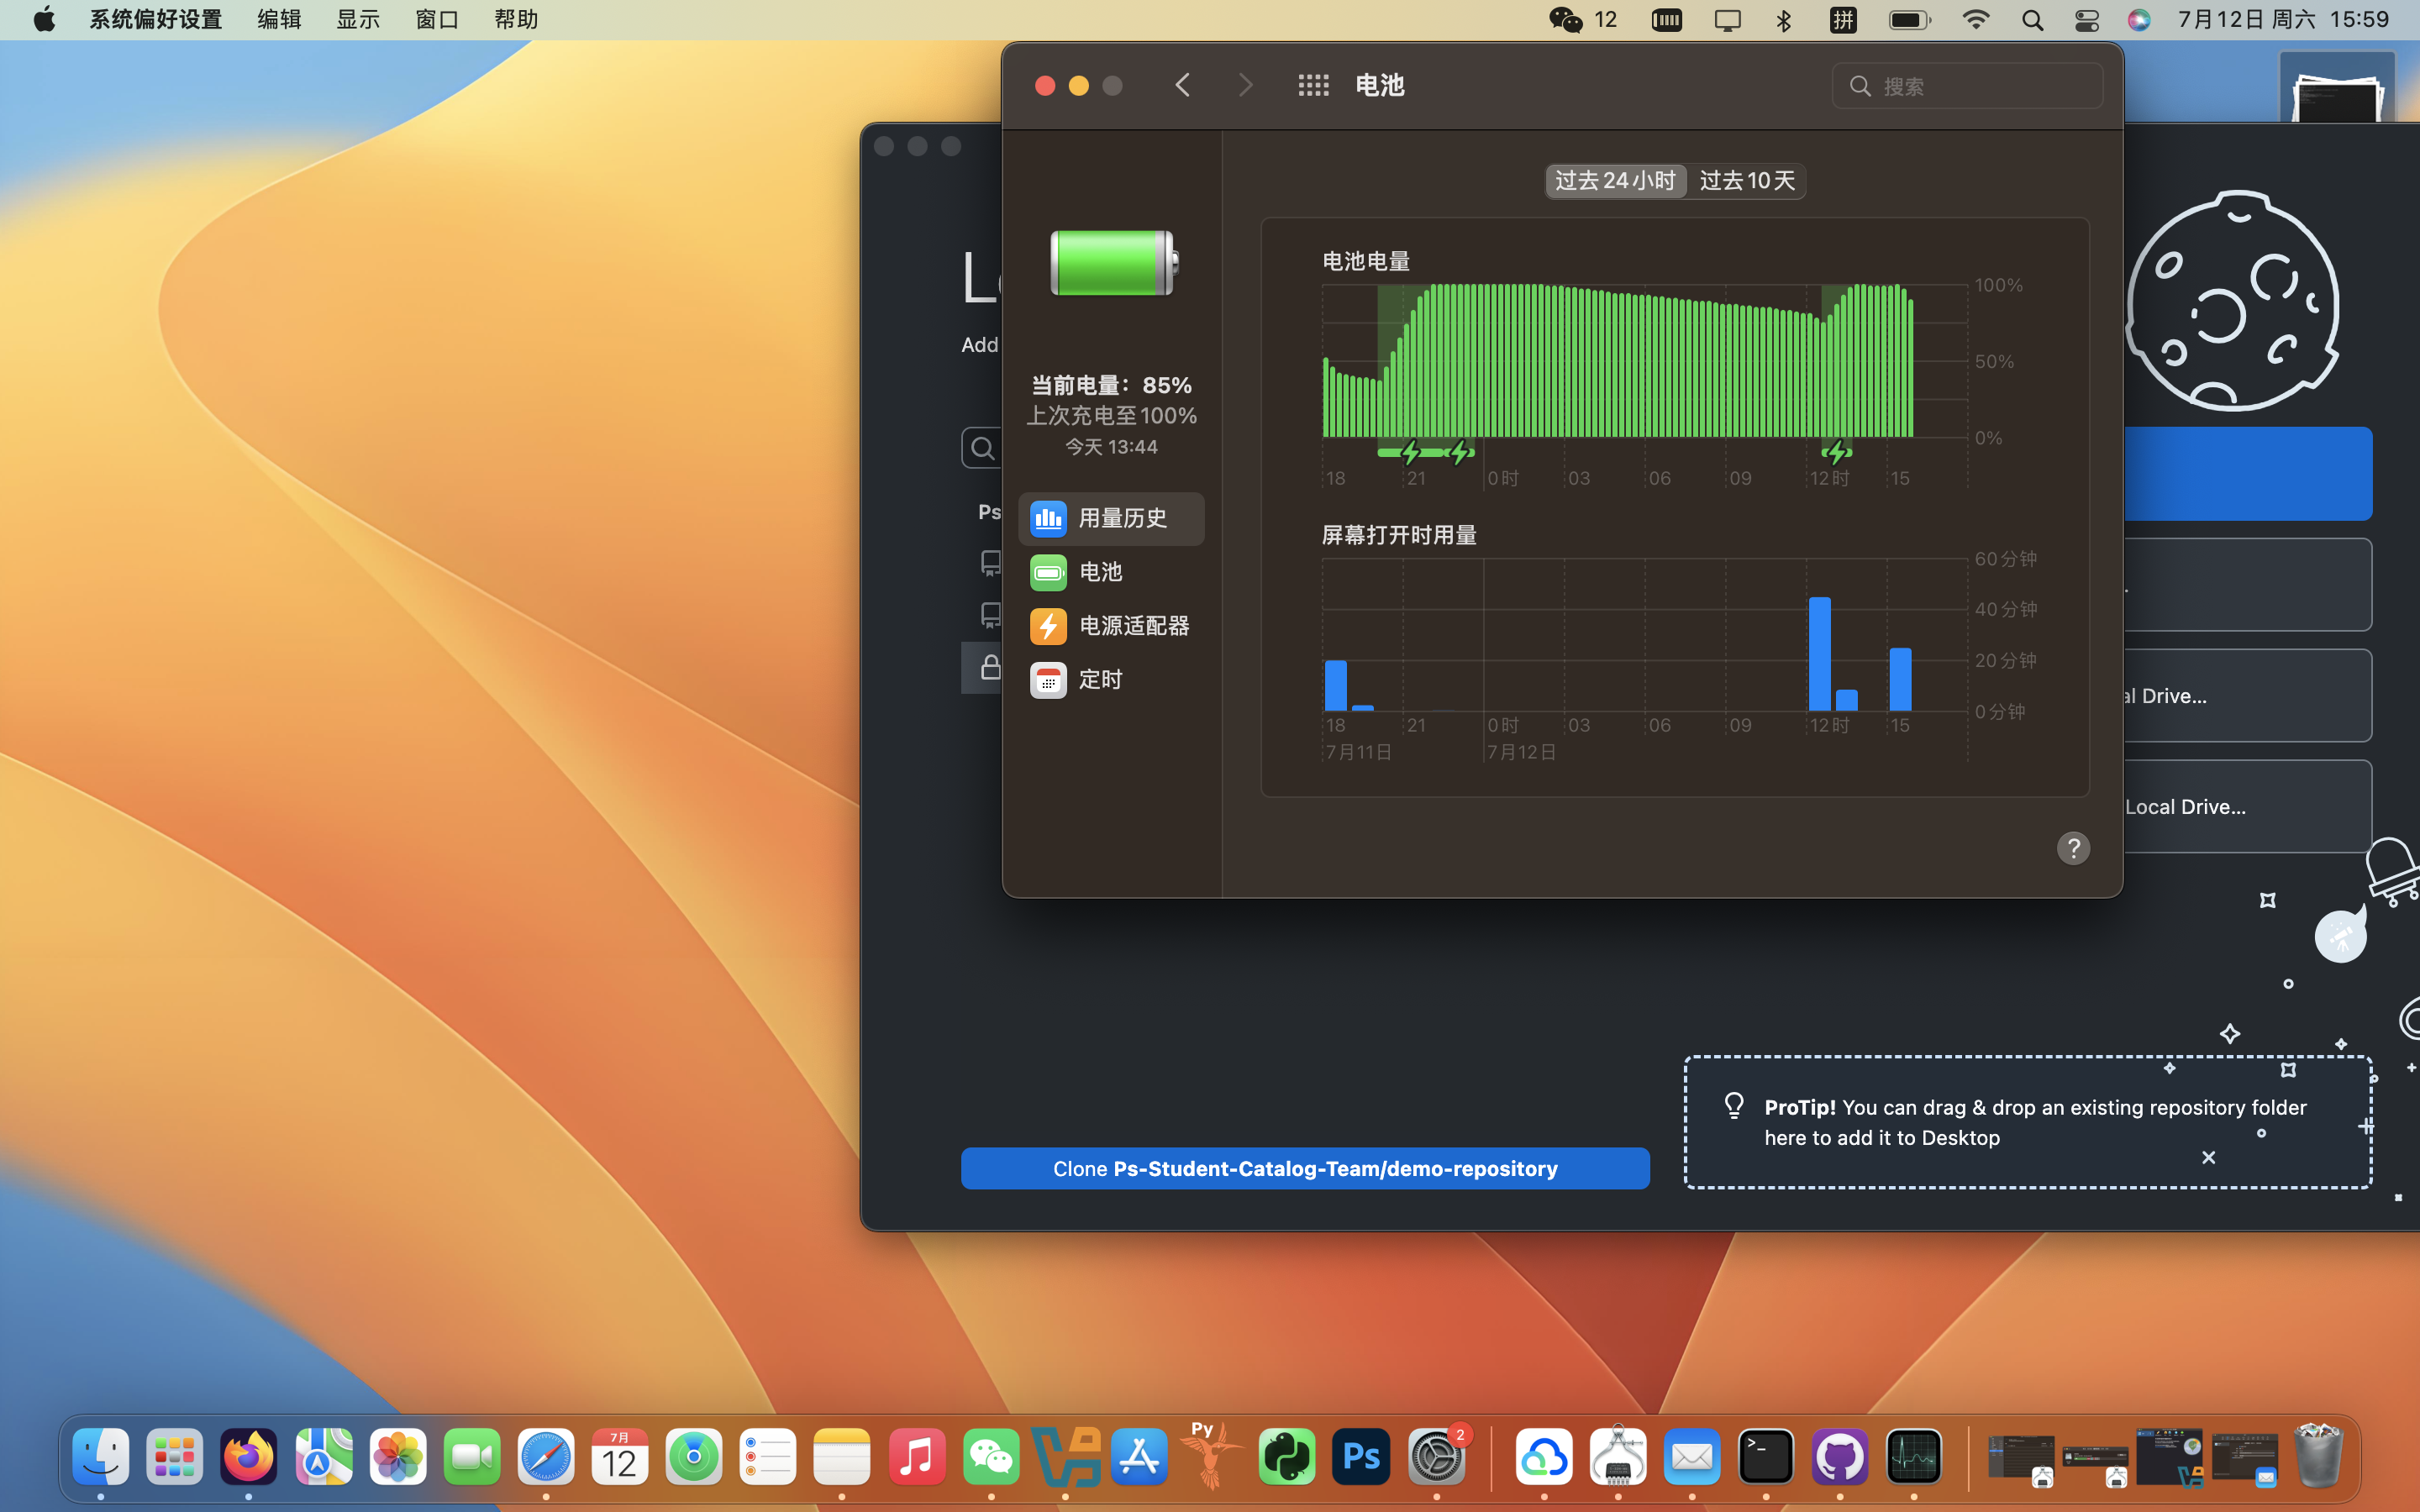 系统偏好设置 编辑 显示 窗口 帮助 12 拼 7月12日 周六 15:59
电池
搜索
过去24小时 过去10天
当前电量：85%
上次充电至100%
今天 13:44
用量历史
电池
电源适配器
定时
电池电量
100%
50%
0%
18 21 0时 03 06 09 12时 15
屏幕打开时用量
60分钟
40分钟
20分钟
0分钟
18 21 0时 03 06 09 12时 15
7月11日 7月12日
?
Add
Ps
al Drive...
Local Drive...
ProTip! You can drag & drop an existing repository folder
here to add it to Desktop
Clone Ps-Student-Catalog-Team/demo-repository
7月
12
Py
Ps
2
>_